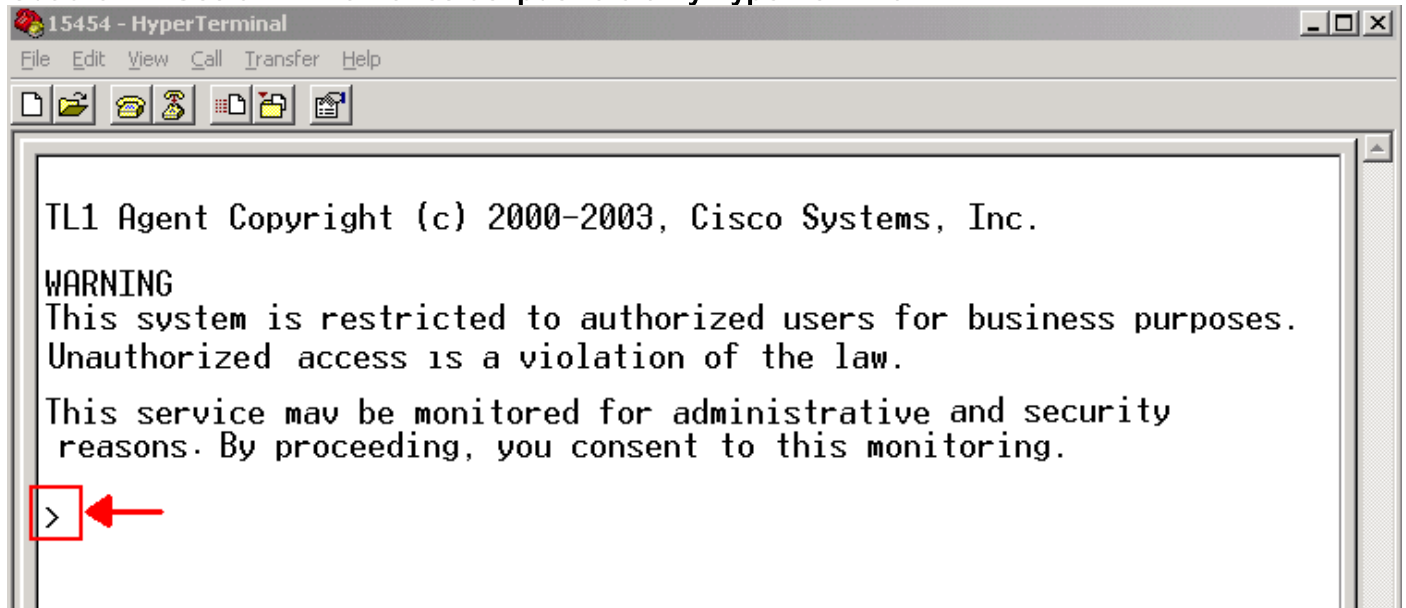 15454 - HyperTerminal
File Edit View Call Transfer Help
TL1 Agent Copyright (c) 2000-2003, Cisco Systems, Inc.
WARNING
This system is restricted to authorized users for business purposes.
Unauthorized access is a violation of the law.
This service may be monitored for administrative and security
reasons. By proceeding, you consent to this monitoring.
>